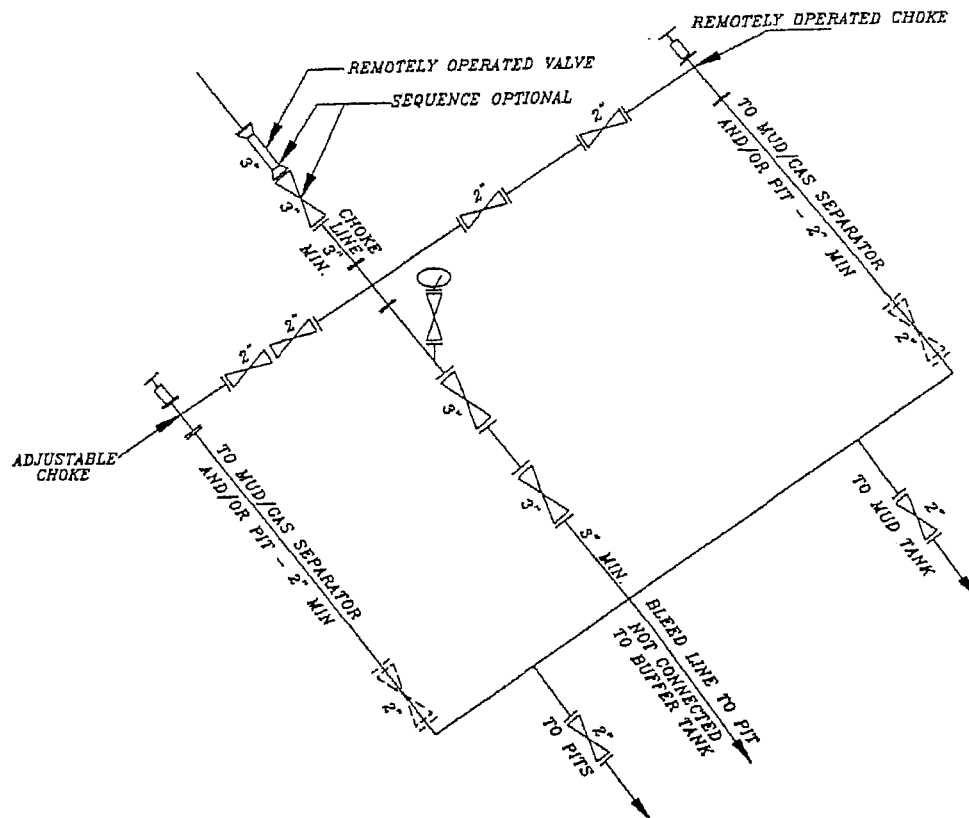 REMOTELY OPERATED CHOKE
REMOTELY OPERATED VALVE
SEQUENCE OPTIONAL
3"
3"
CHOKE
LINE
3"
MIN.
2"
2"
2"
2"
TO MUD/GAS SEPARATOR
AND/OR PIT - 2" MIN
2"
ADJUSTABLE
CHOKE
TO MUD/GAS SEPARATOR
AND/OR PIT - 2" MIN
2"
3"
3"
3" MIN.
BLEED LINE TO PIT
NOT CONNECTED
TO BUFFER TANK
2"
TO MUD TANK
2"
TO PITS